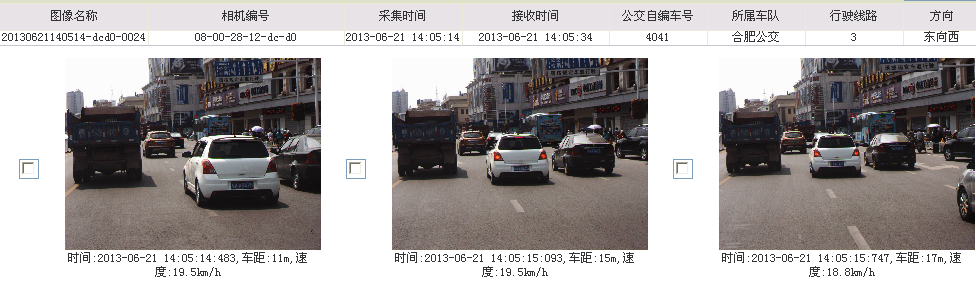 图像名称 相机编号 采集时间 接收时间 公交自编车号 所属车队 行驶线路 方向
20130621140514-dcd0-0024 08-00-28-12-dc-d0 2013-06-21 14:05:14 2013-06-21 14:05:34 4041 合肥公交 3 东向西
时间:2013-06-21 14:05:14:483,车距:11m,速
度:19.5km/h
时间:2013-06-21 14:05:15:093,车距:15m,速
度:19.5km/h
时间:2013-06-21 14:05:15:747,车距:17m,速
度:18.8km/h